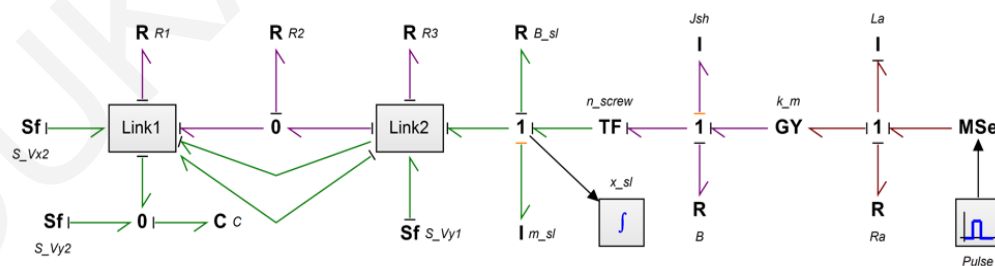 Jsh
La
R R1
R R2
R R3
R B_sl
I
I
n_screw
k_m
Sf
Link1
0
Link2
1
TF
1
GY
1
MSe
S_Vx2
x_sl
Sf
0
C C
Sf S_Vy1
I m_sl
∫
R
R
S_Vy2
B
Ra
Pulse